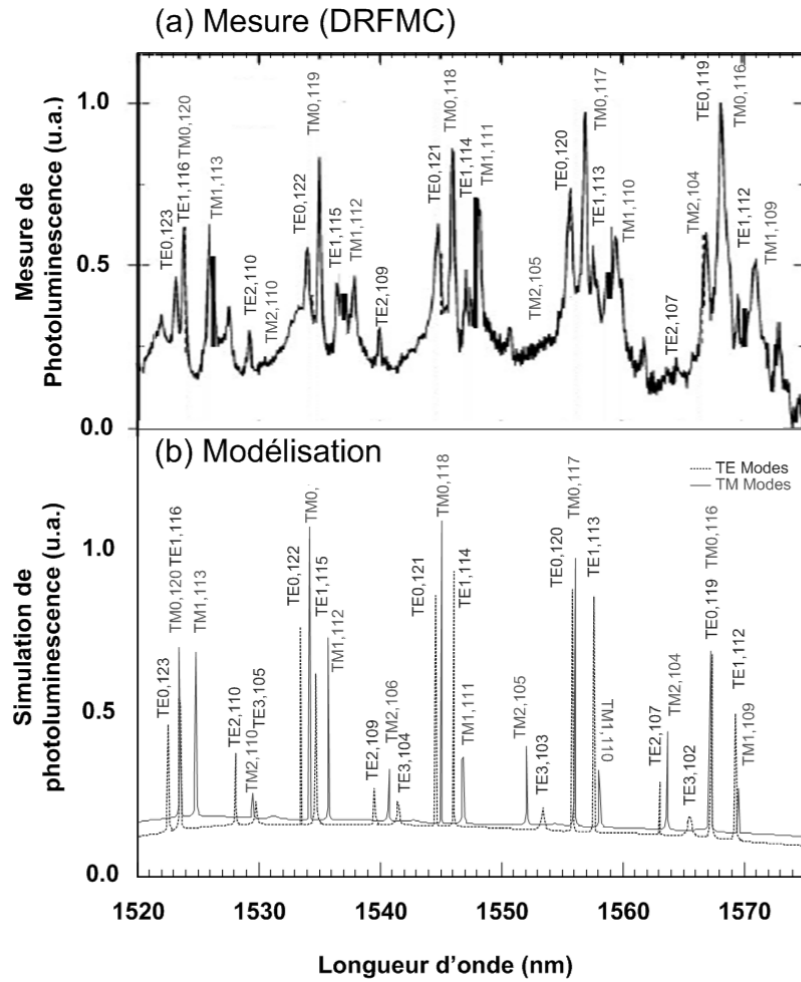 (a) Mesure (DRFMC)
Mesure de
Photoluminescence (u.a.)
1.0
0.5
0.0
TE0,123
TE1,116
TM0,120
TM1,113
TE2,110
TM2,110
TE0,122
TM0,119
TE1,115
TM1,112
TE2,109
TE0,121
TM0,118
TE1,114
TM1,111
TM2,105
TE0,120
TM0,117
TE1,113
TM1,110
TE2,107
TM2,104
TE0,119
TM0,116
TE1,112
TM1,109
(b) Modélisation
TE Modes
TM Modes
Simulation de
photoluminescence (u.a.)
1.0
0.5
0.0
TE0,123
TM0,120 TE1,116
TM1,113
TE2,110
TM2,110
TE3,105
TE0,122
TM0,
TE1,115
TM1,112
TE2,109
TM2,106
TE3,104
TE0,121
TM0,118
TE1,114
TM1,111
TM2,105
TE3,103
TE0,120
TM0,117
TE1,113
TM1,110
TE2,107
TM2,104
TE3,102
TE0,119
TM0,116
TE1,112
TM1,109
1520 1530 1540 1550 1560 1570
Longueur d'onde (nm)